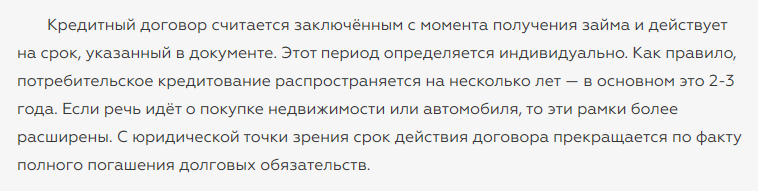 Кредитный договор считается заключённым с момента получения займа и действует
на срок, указанный в документе. Этот период определяется индивидуально. Как правило,
потребительское кредитование распространяется на несколько лет — в основном это 2-3
года. Если речь идёт о покупке недвижимости или автомобиля, то эти рамки более
расширены. С юридической точки зрения срок действия договора прекращается по факту
полного погашения долговых обязательств.